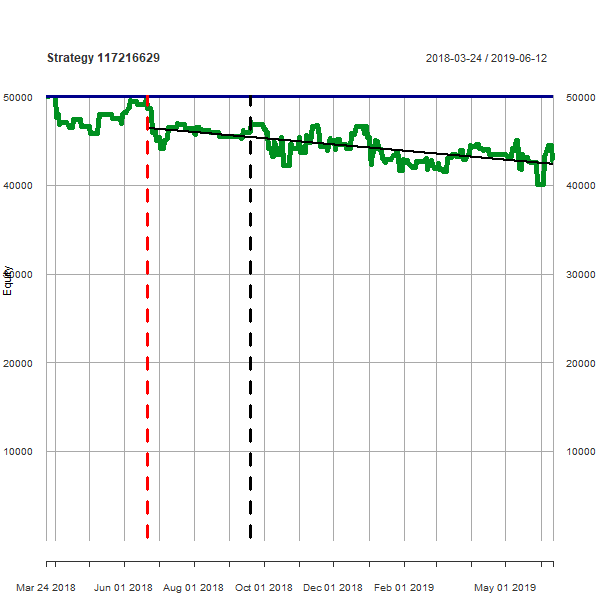 Strategy 117216629
2018-03-24 / 2019-06-12
50000 50000
40000 40000
30000 30000
20000 20000
10000 10000
Equity
Mar 24 2018 Jun 01 2018 Aug 01 2018 Oct 01 2018 Dec 01 2018 Feb 01 2019 May 01 2019